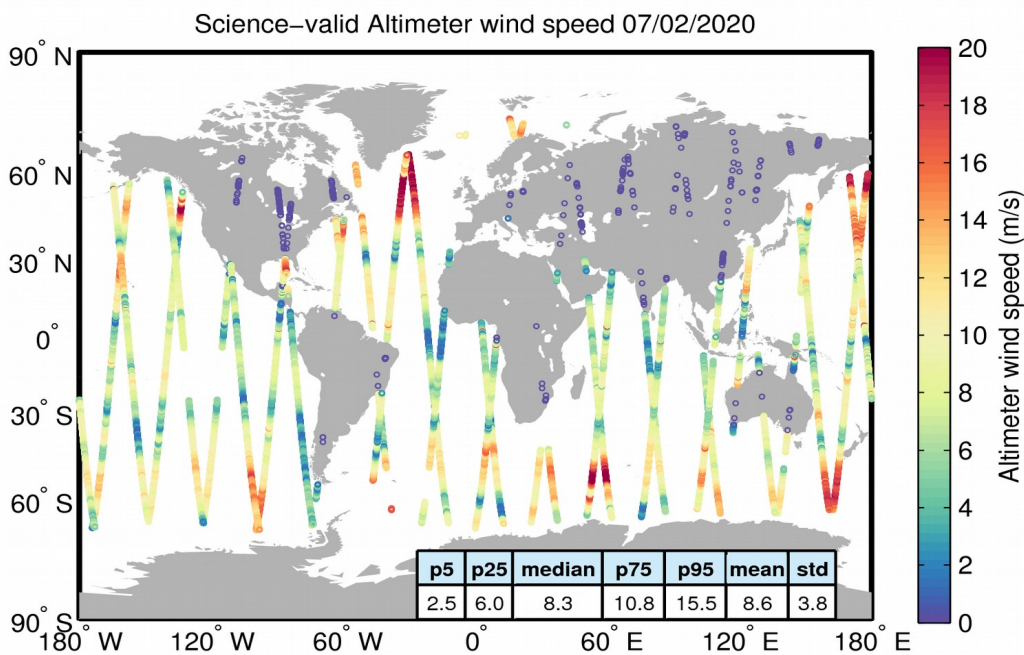 Science−valid Altimeter wind speed 07/02/2020
90° N
60° N
30° N
0°
30° S
60° S
90° S
180° W
120° W
60° W
0°
60° E
120° E
180° E
p5 p25 median p75 p95 mean std
2.5 6.0 8.3 10.8 15.5 8.6 3.8
20
18
16
14
12
10
8
6
4
2
0
Altimeter wind speed (m/s)